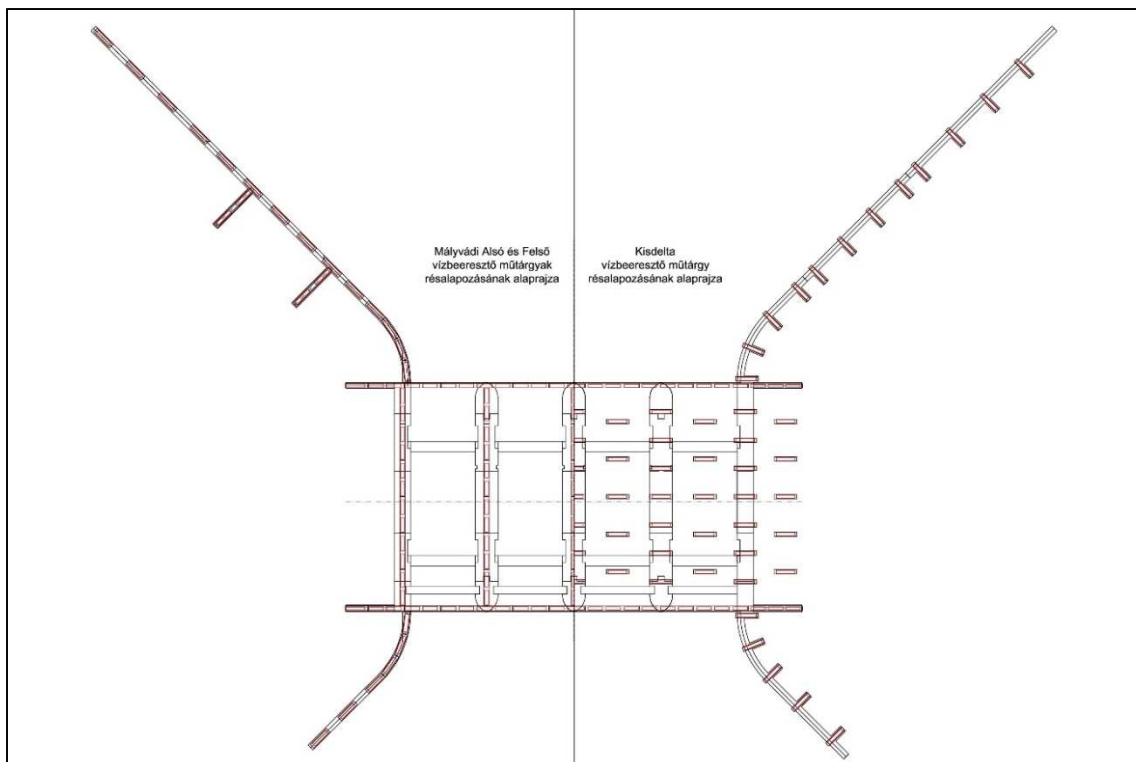 Mályvádi Alsó és Felső
vízbeeresztő műtárgyak
résalapozásának alaprajza
Kisdelta
vízbeeresztő műtárgy
résalapozásának alaprajza